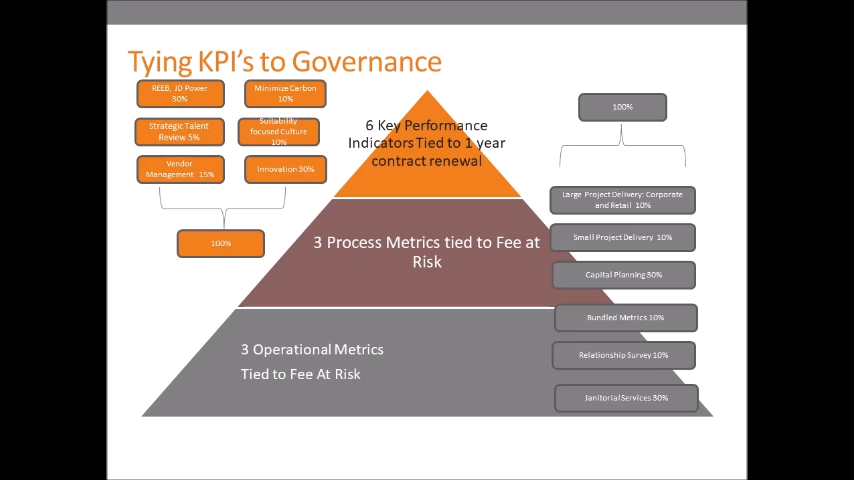 Tying KPI's to Governance
REEB, JD Power
30%
Minimize Carbon
10%
Strategic Talent
Review 5%
Suitability
focused Culture
10%
Vendor
Management 15%
Innovation 30%
100%
6 Key Performance
Indicators Tied to 1 year
contract renewal
3 Process Metrics tied to Fee at
Risk
3 Operational Metrics
Tied to Fee At Risk
100%
Large Project Delivery: Corporate
and Retail 10%
Small Project Delivery 10%
Capital Planning 30%
Bundled Metrics 10%
Relationship Survey 10%
Janitorial Services 30%